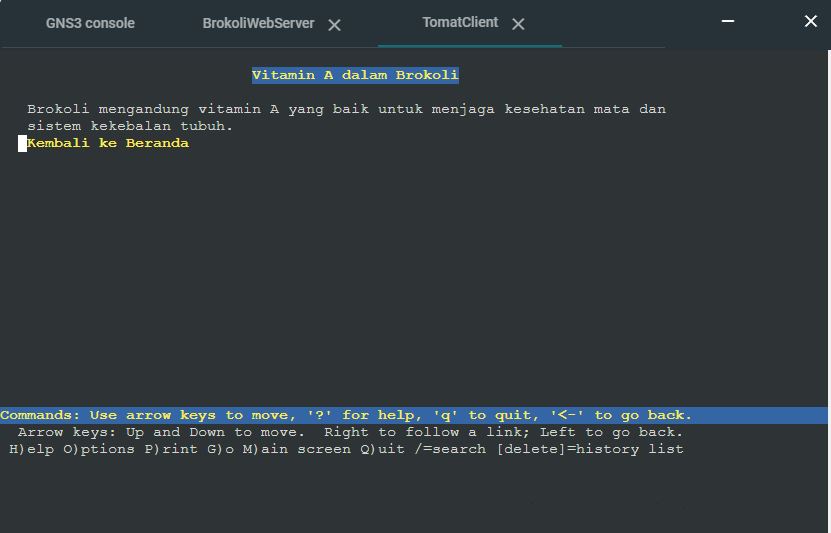 GNS3 console BrokoliWebServer TomatClient
Vitamin A dalam Brokoli
Brokoli mengandung vitamin A yang baik untuk menjaga kesehatan mata dan
sistem kekebalan tubuh.
Kembali ke Beranda
Commands: Use arrow keys to move, '?' for help, 'q' to quit, '<-' to go back.
Arrow keys: Up and Down to move. Right to follow a link; Left to go back.
H)elp O)ptions P)rint G)o M)ain screen Q)uit /=search [delete]=history list